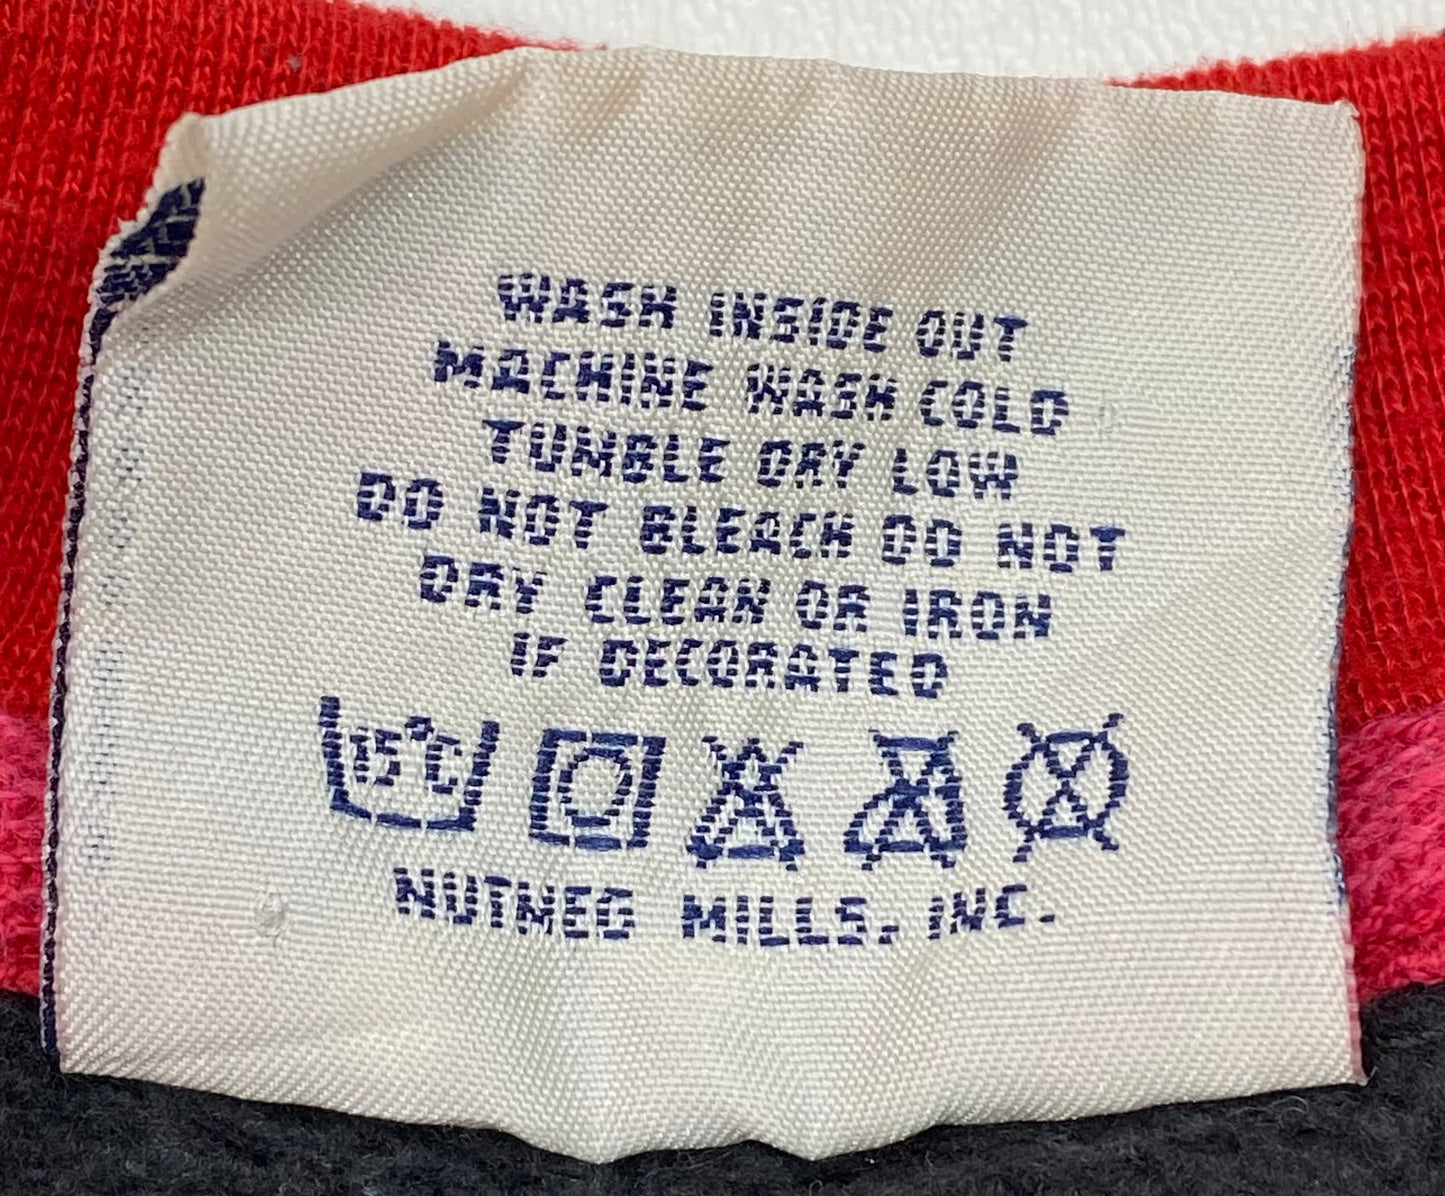 WASH INSIDE OUT
MACHINE WASH COLD
TUMBLE DRY LOW
DO NOT BLEACH DO NOT
DRY CLEAN OR IRON
IF DECORATED
15°C
NUTMEG MILLS, INC.